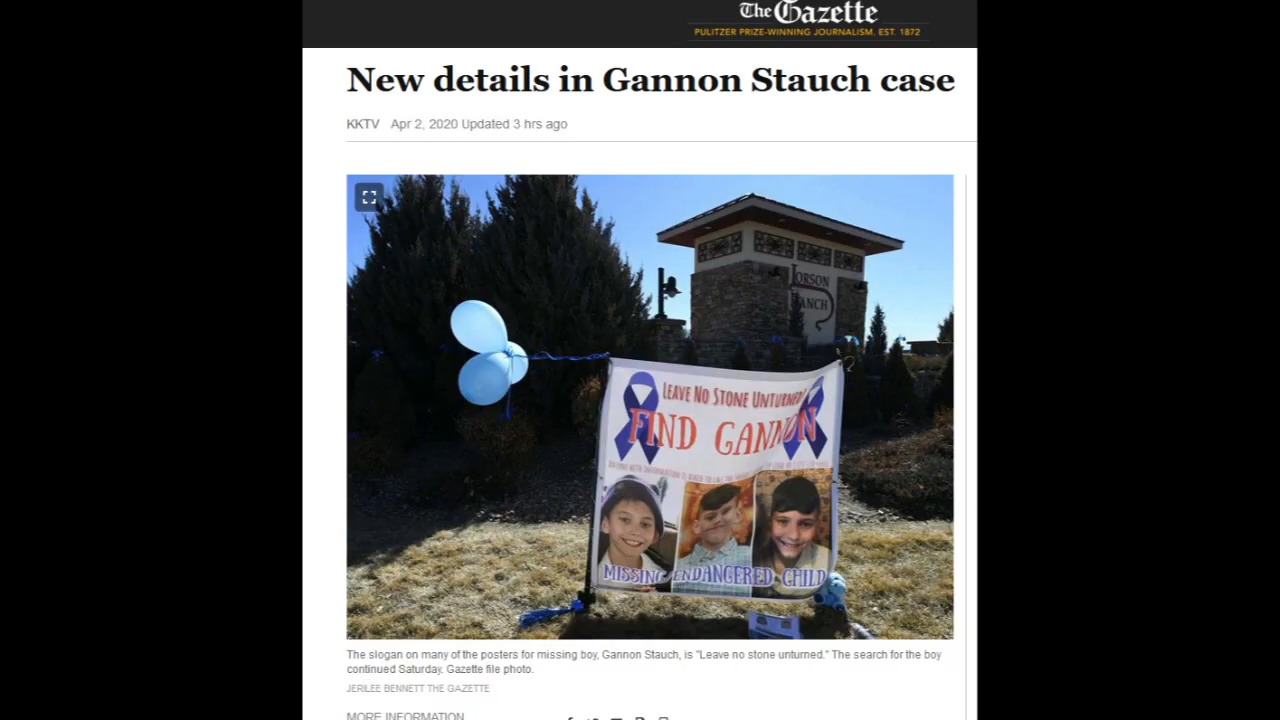 The Gazette
PULITZER PRIZE-WINNING JOURNALISM, EST. 1872
New details in Gannon Stauch case
KKTV Apr 2, 2020 Updated 3 hrs ago
LORSON
RANCH
LEAVE NO STONE UNTURNED!
FIND GANNON
MISSING ENDANGERED CHILD
The slogan on many of the posters for missing boy, Gannon Stauch, is "Leave no stone unturned." The search for the boy
continued Saturday. Gazette file photo.
JERILEE BENNETT THE GAZETTE
MORE INFORMATION